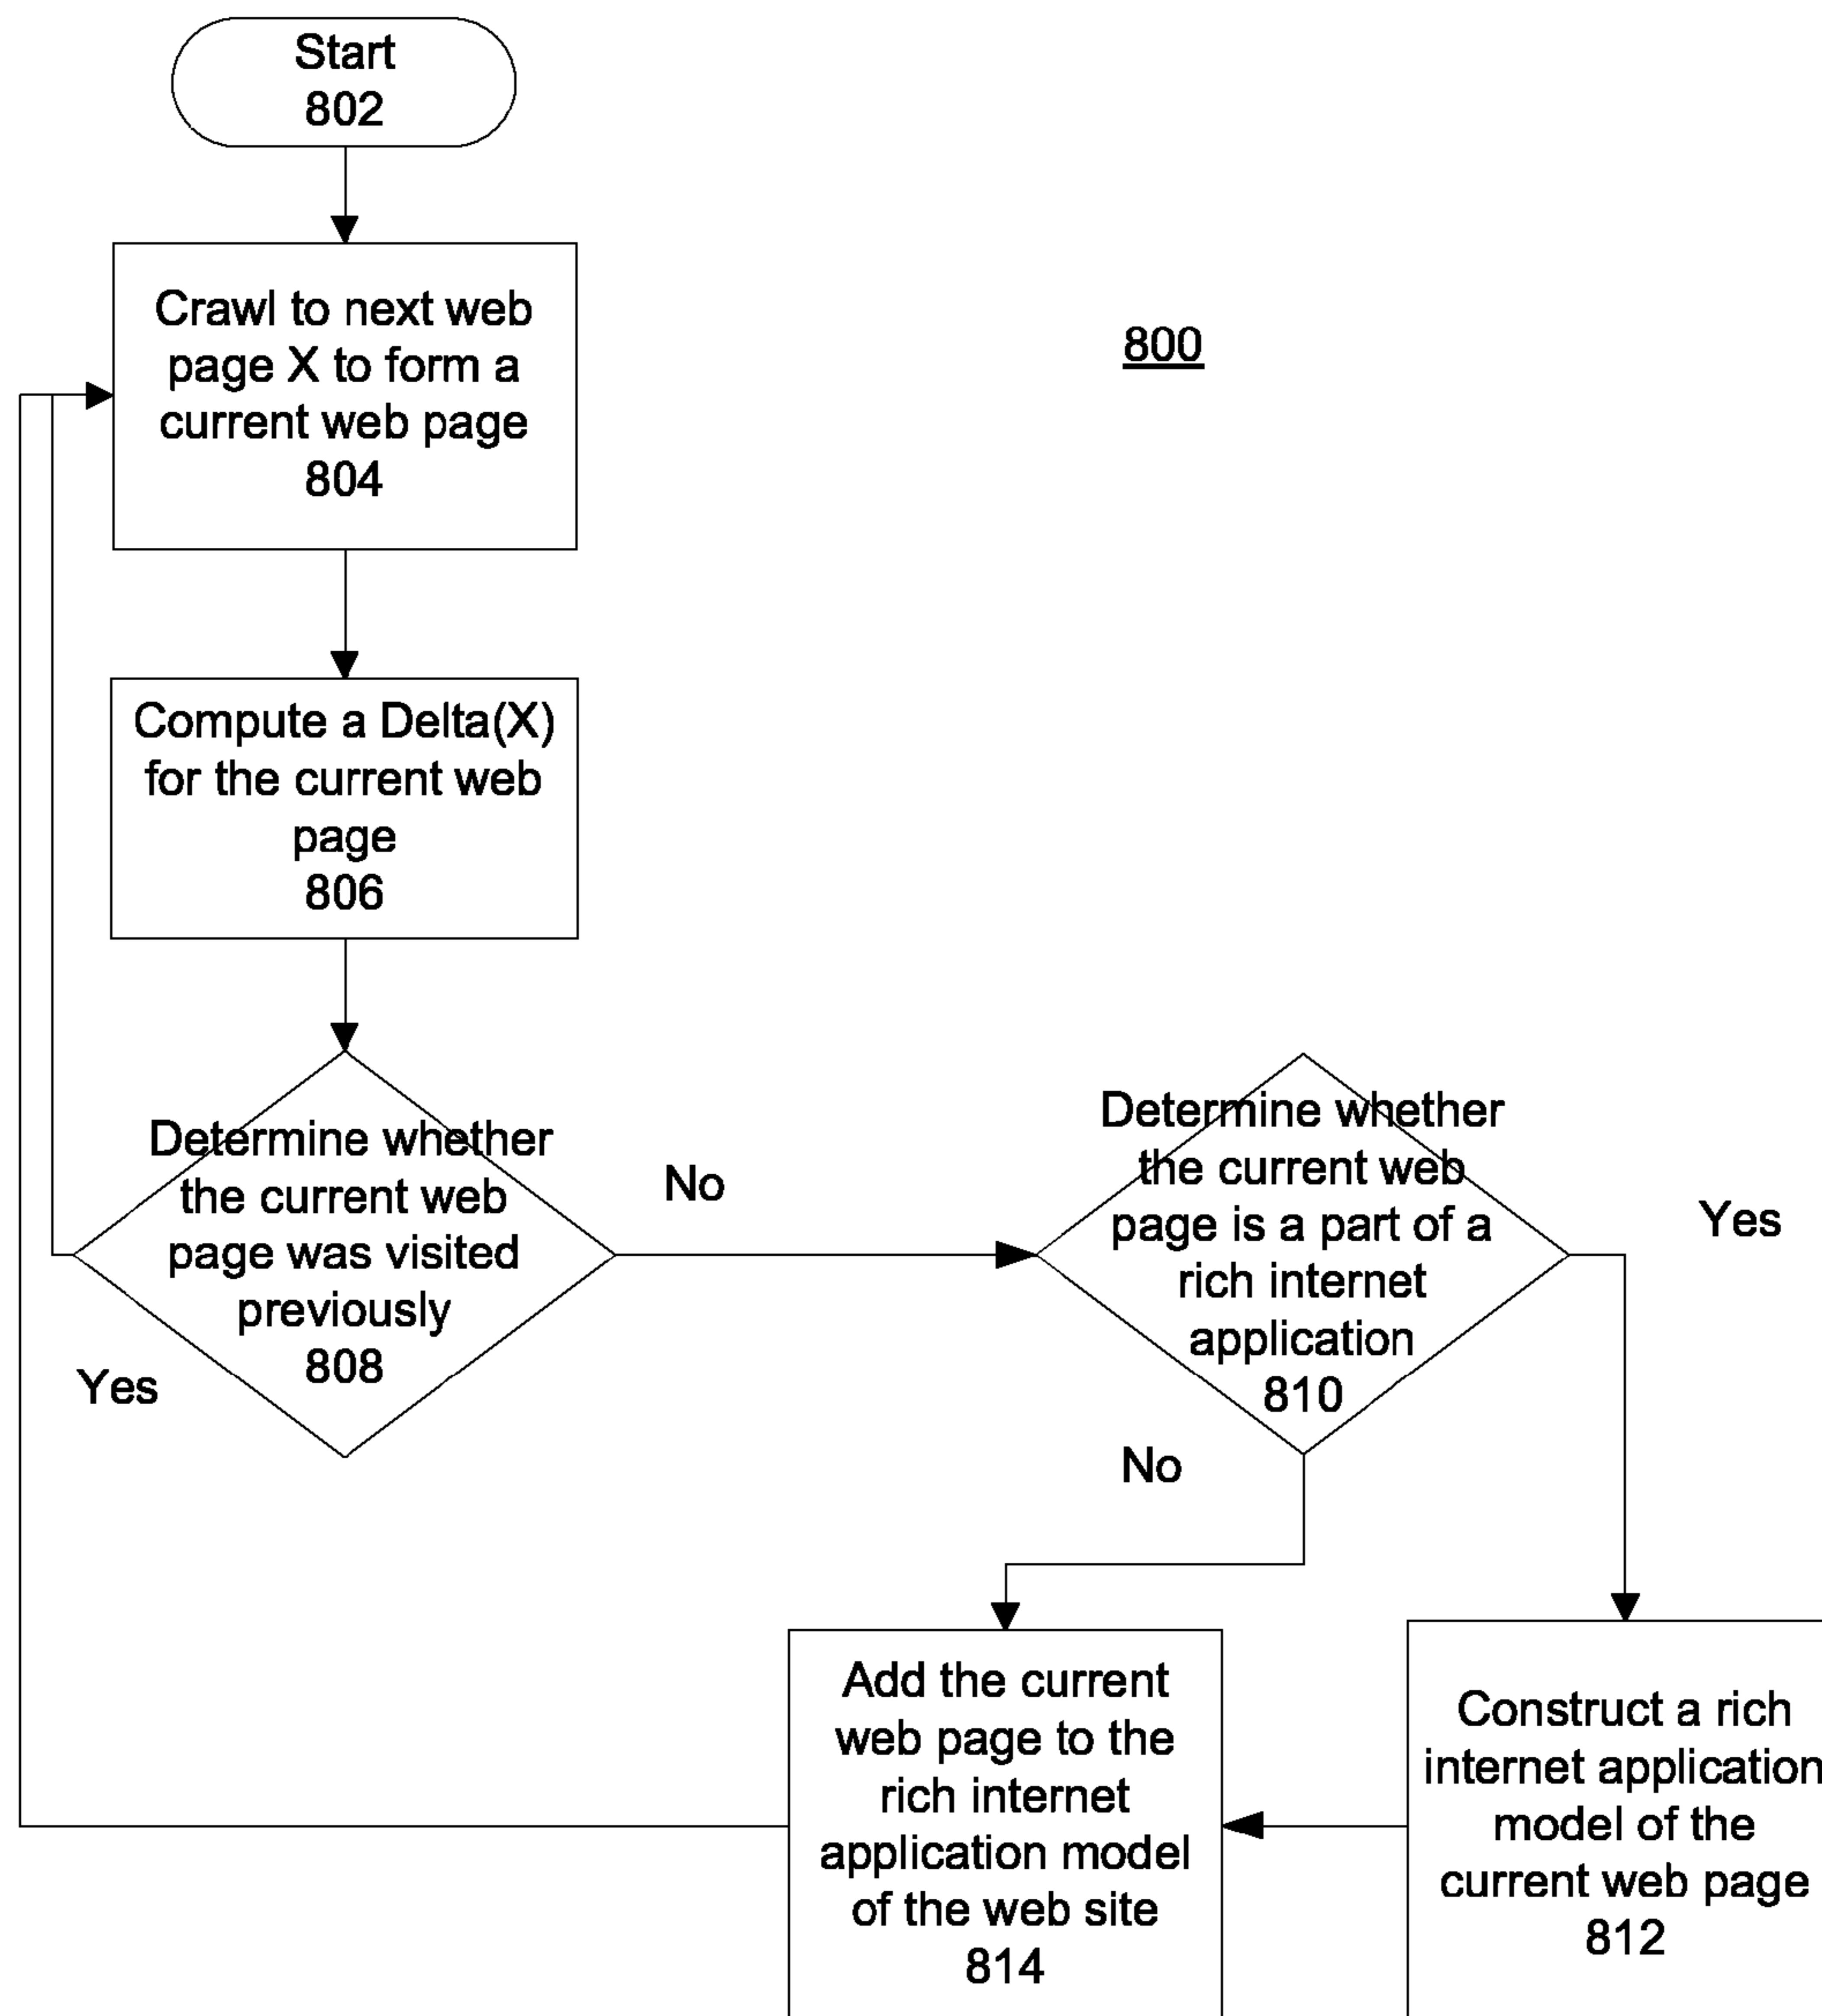 Start
802
Crawl to next web
page X to form a
current web page
804
800
Compute a Delta(X)
for the current web
page
806
Determine whether
the current web
page was visited
previously
808
Yes
No
Determine whether
the current web
page is a part of a
rich internet
application
810
Yes
No
Add the current
web page to the
rich internet
application model
of the web site
814
Construct a rich
internet application
model of the
current web page
812